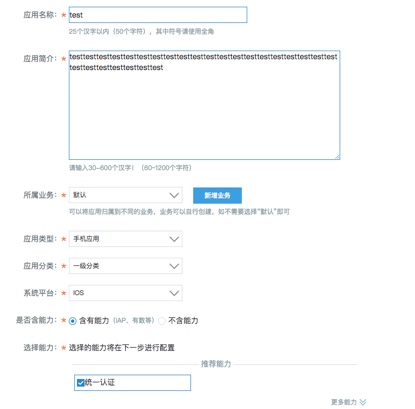 应用名称： * test
25个汉字以内（50个字符），其中符号请使用全角
应用简介： * testtesttesttesttesttesttesttesttesttesttesttesttesttesttesttesttesttesttesttest
testtesttesttesttesttesttest
请输入30-600个汉字！（60-1200个字符）
所属业务： * 默认 新增业务
可以将应用归属到不同的业务，业务可以自行创建，如不需要选择“默认”即可
应用类型： * 手机应用
应用分类： * 一级分类
系统平台： * iOS
是否含能力： * 含有能力（IAP、有数等） 不含能力
选择能力： * 选择的能力将在下一步进行配置
推荐能力
统一认证
更多能力